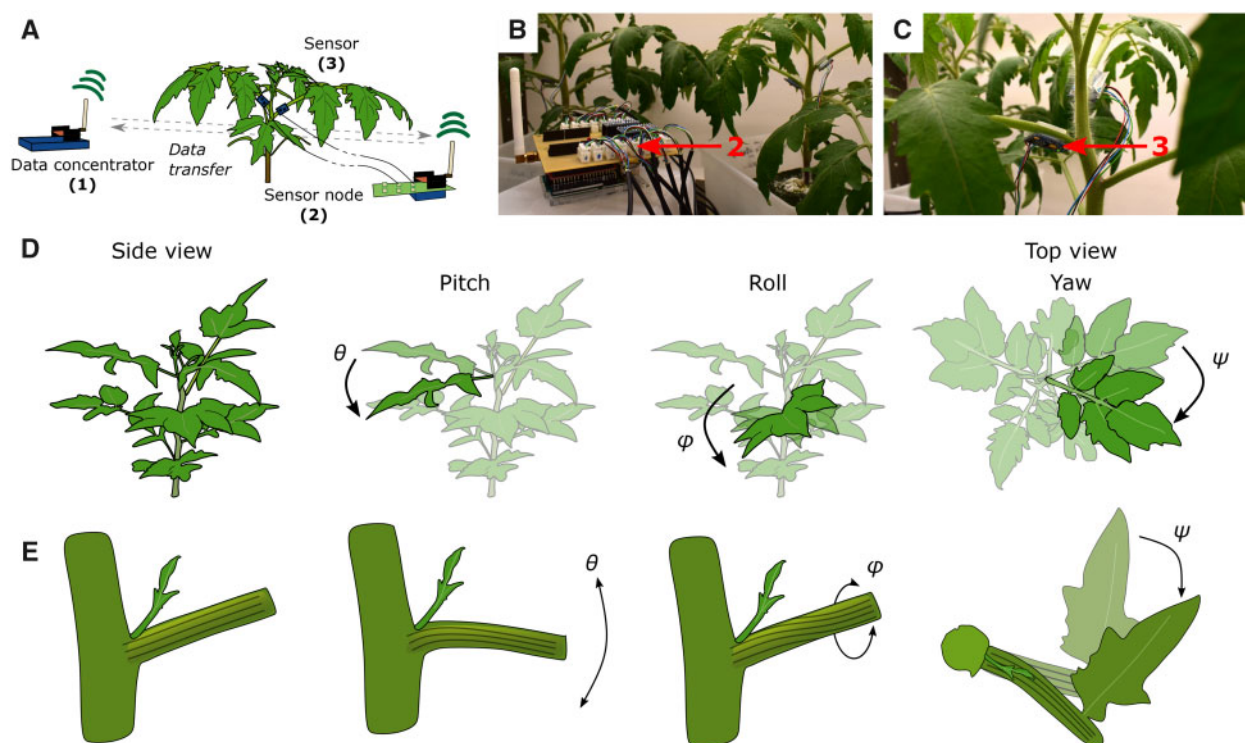 A
Sensor
(3)
Data concentrator
(1)
Data
transfer
Sensor node
(2)
B
2
C
3
D
Side view
Pitch
Roll
Top view
Yaw
θ
φ
ψ
E
θ
φ
ψ